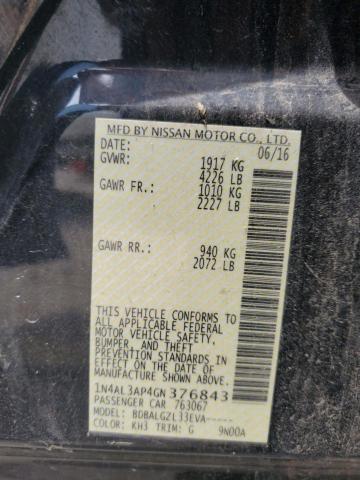 MFD BY NISSAN MOTOR CO., LTD.
DATE: 06/16
GVWR: 1917 KG
4226 LB
GAWR FR.: 1010 KG
2227 LB
GAWR RR.: 940 KG
2072 LB
THIS VEHICLE CONFORMS TO
ALL APPLICABLE FEDERAL
MOTOR VEHICLE SAFETY,
BUMPER, AND THEFT
PREVENTION STANDARDS IN
EFFECT ON THE DATE OF
MANUFACTURE SHOWN ABOVE.
1N4AL3AP4GN376843
PASSENGER CAR 763067
MODEL: BDBALGZL33EVA-----
COLOR: KH3 TRIM: G 9N00A